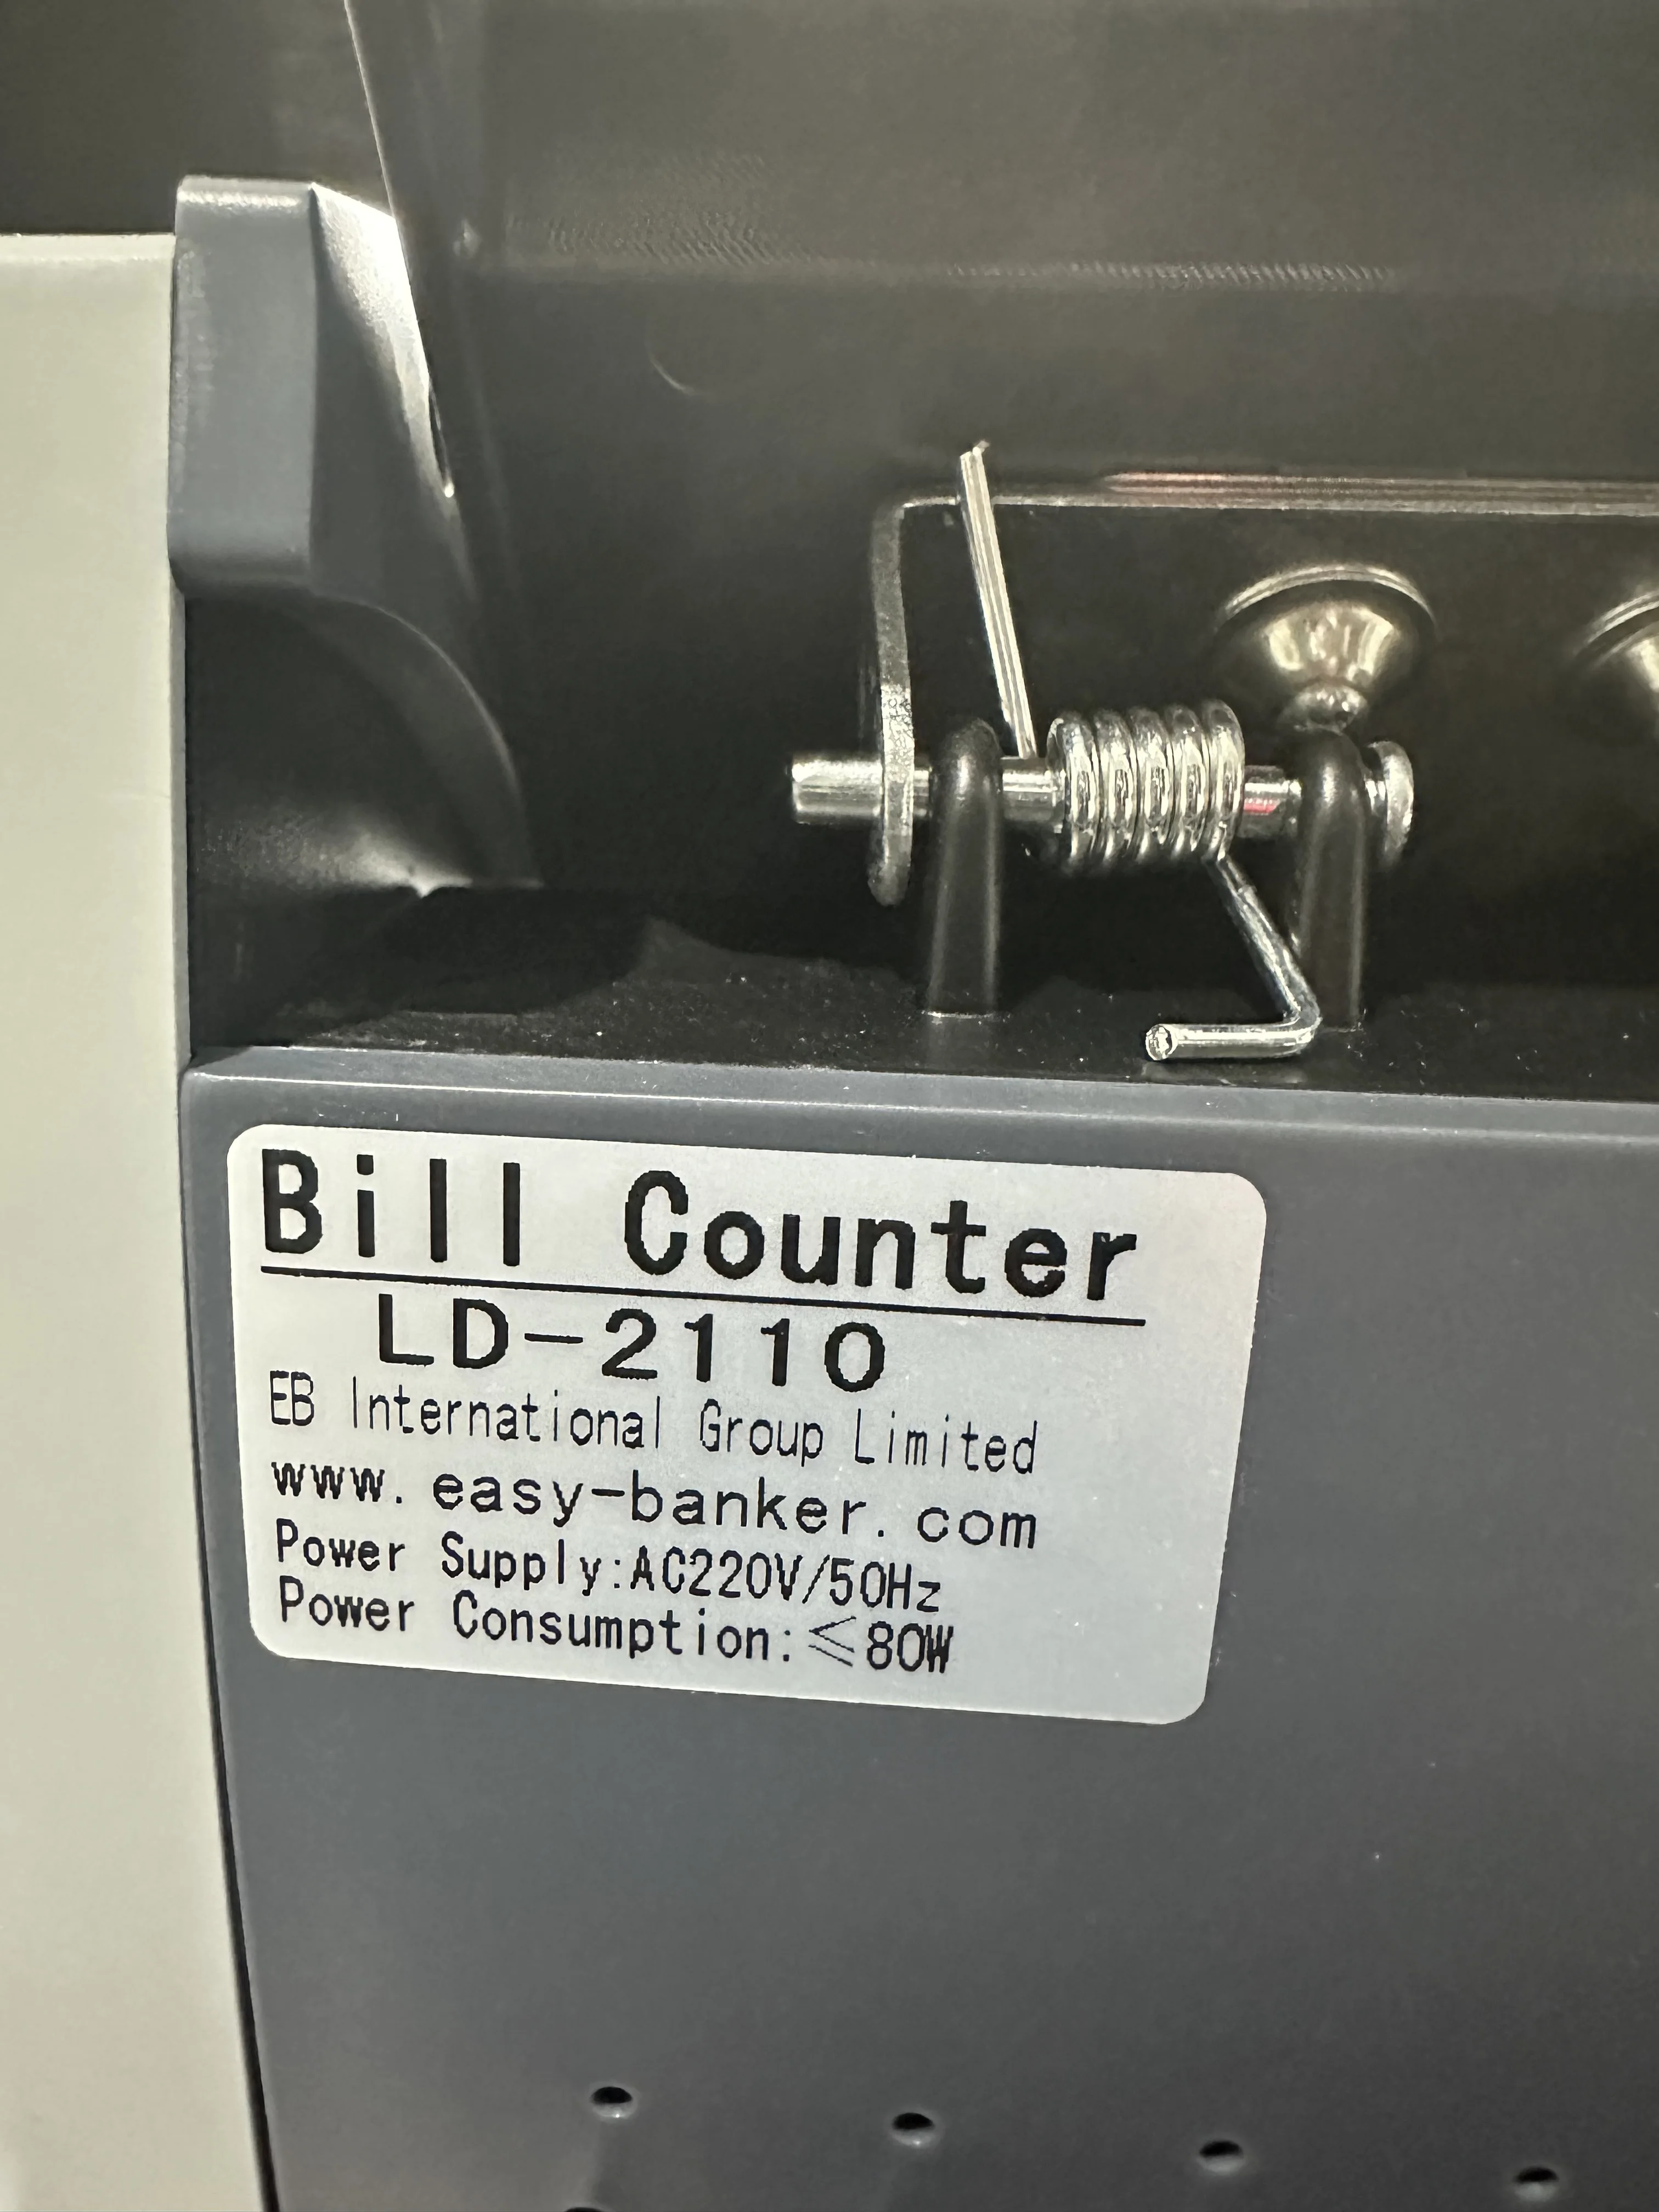 Bill Counter
LD-2110
EB International Group Limited
www.easy-banker.com
Power Supply:AC220V/50Hz
Power Consumption:≤80W